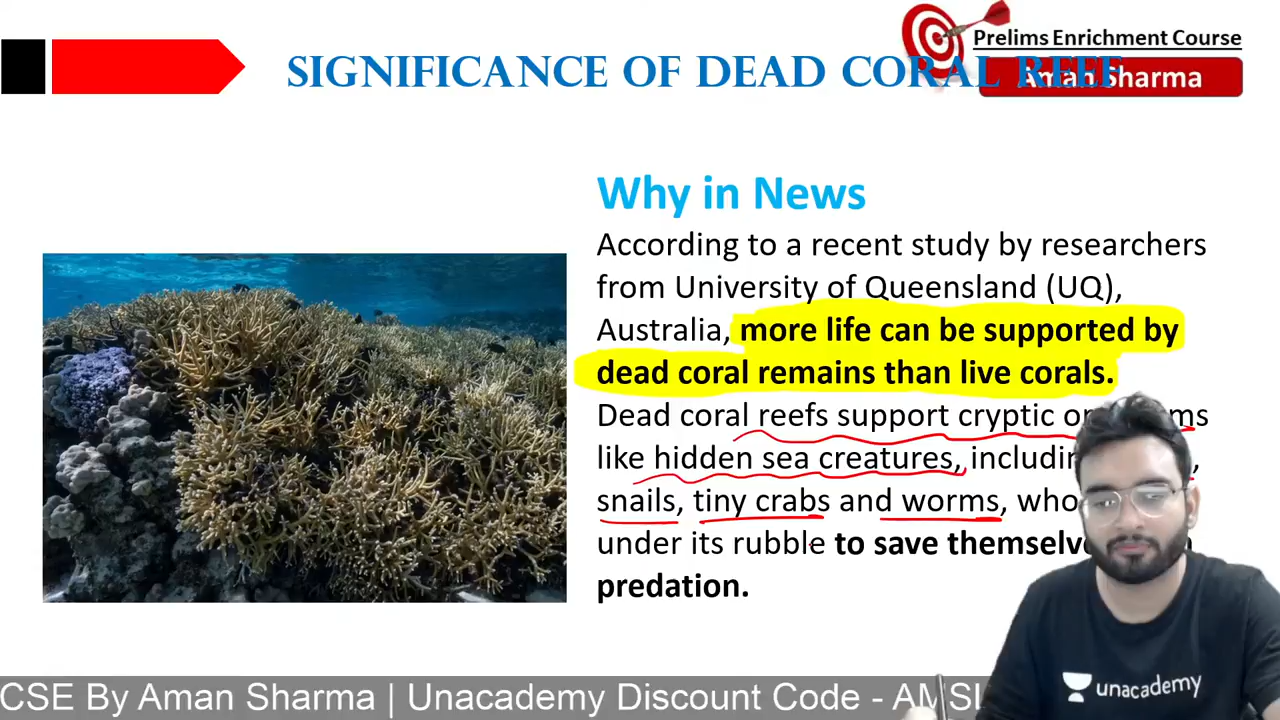 Prelims Enrichment Course
SIGNIFICANCE OF DEAD CORAL REEF
Aman Sharma
Why in News
According to a recent study by researchers
from University of Queensland (UQ),
Australia, more life can be supported by
dead coral remains than live corals.
Dead coral reefs support cryptic
like hidden sea creatures,
snails, tiny crabs and worms, who
under its rubble to save
predation.
unacademy
CSE By Aman Sharma | Unacademy Discount Code -